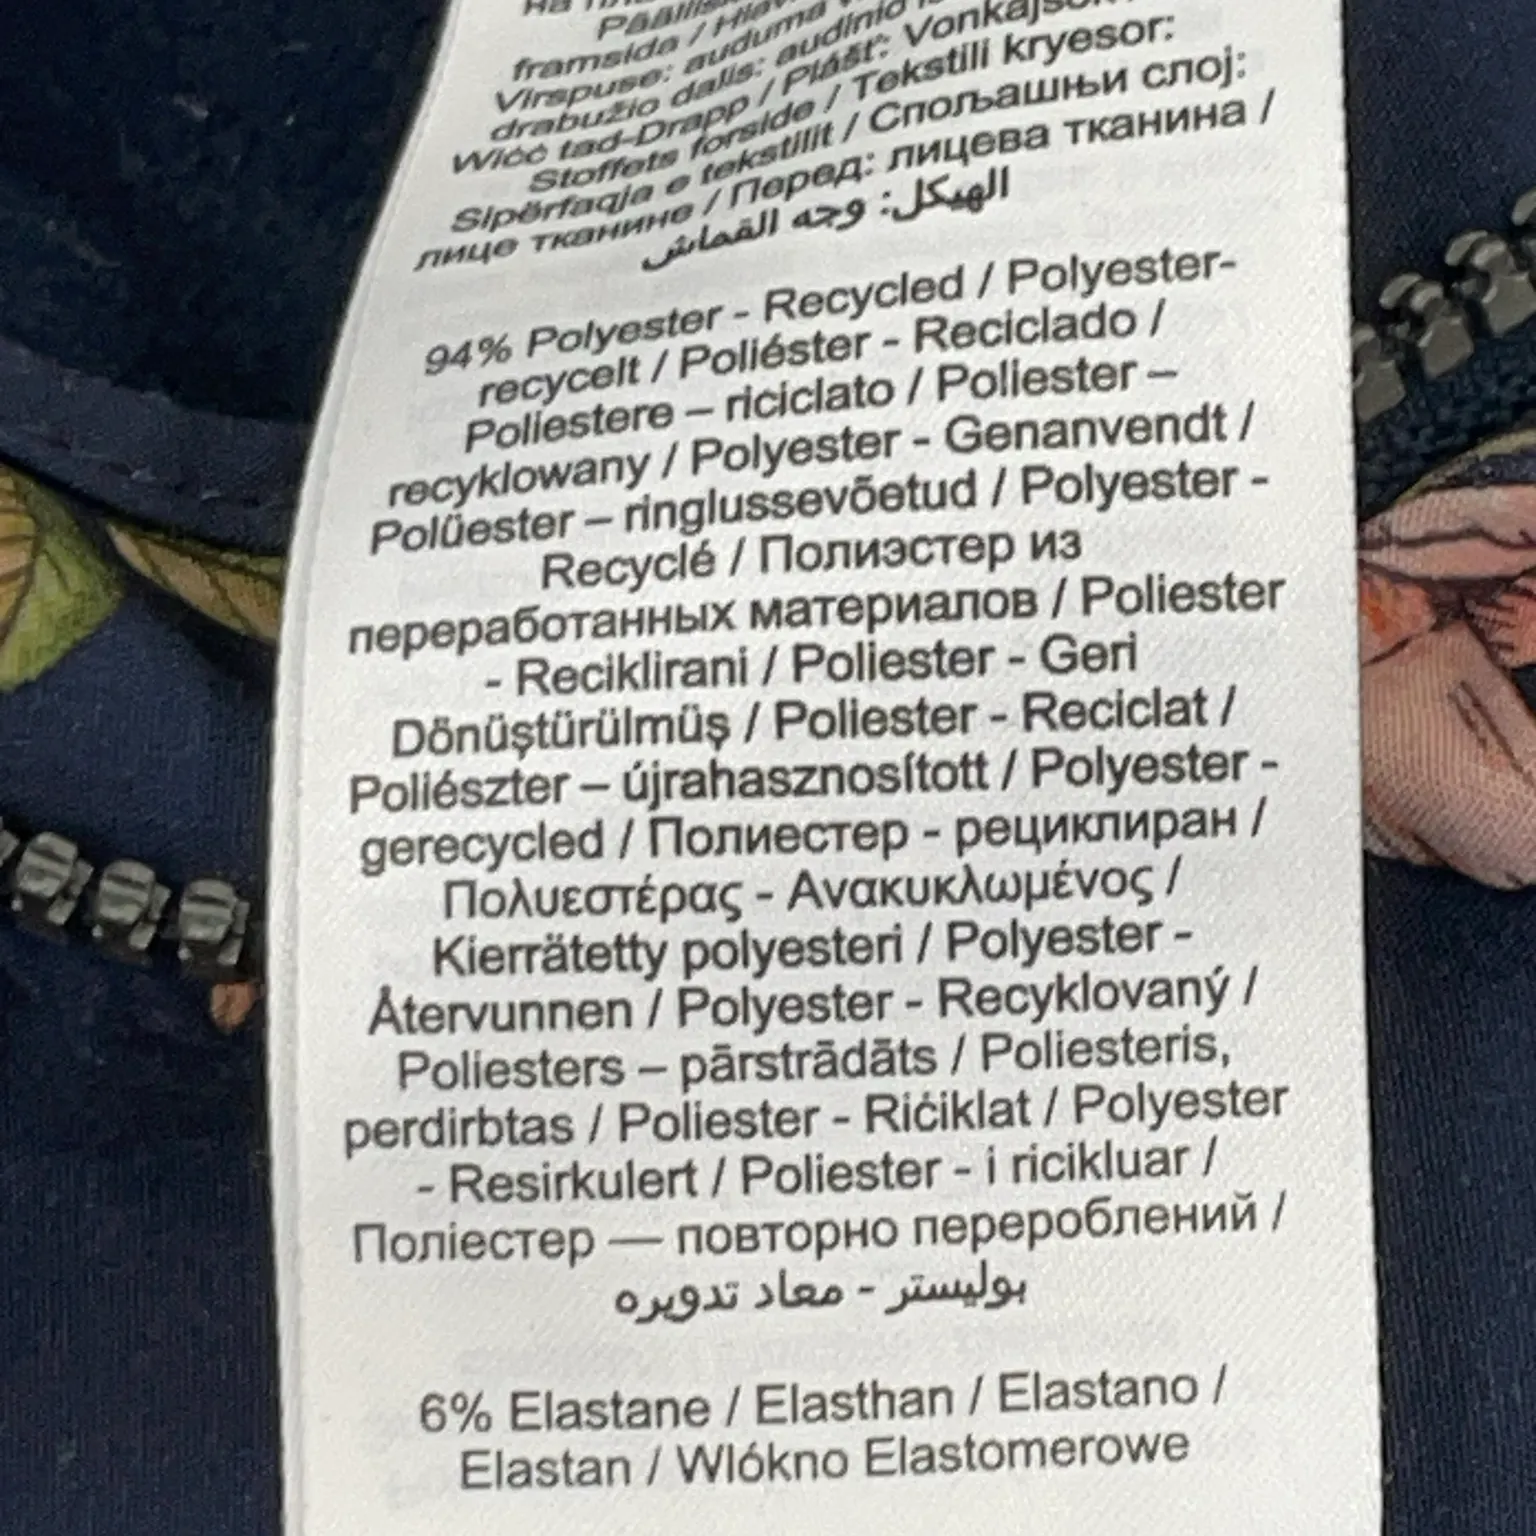 на
framsida /
Virspuse: auduma
drabužio dalis: audinio
Wiċċ tad-Drapp / Plášť: Vonkajšok
Stoffets forside / Tekstili kryesor:
Sipërfaqja e tekstilit / Спољашњи слој:
лице тканине / Перед: лицева тканина /
الهيكل: وجه القماش
94% Polyester - Recycled / Polyester-
recycelt / Poliéster - Reciclado /
Poliestere – riciclato / Poliester –
recyklowany / Polyester - Genanvendt /
Polüester – ringlussevõetud / Polyester -
Recyclé / Полиэстер из
переработанных материалов / Poliester
- Reciklirani / Poliester - Geri
Dönüştürülmüş / Poliester - Reciclat /
Poliészter – újrahasznosított / Polyester -
gerecycled / Полиестер - рециклиран /
Πολυεστέρας - Ανακυκλωμένος /
Kierrätetty polyesteri / Polyester -
Återvunnen / Polyester - Recyklovaný /
Poliesters – pārstrādāts / Poliesteris,
perdirbtas / Poliester - Riċiklat / Polyester
- Resirkulert / Poliester - i ricikluar /
Поліестер — повторно перероблений /
بوليستر - معاد تدويره
6% Elastane / Elasthan / Elastano /
Elastan / Wlókno Elastomerowe